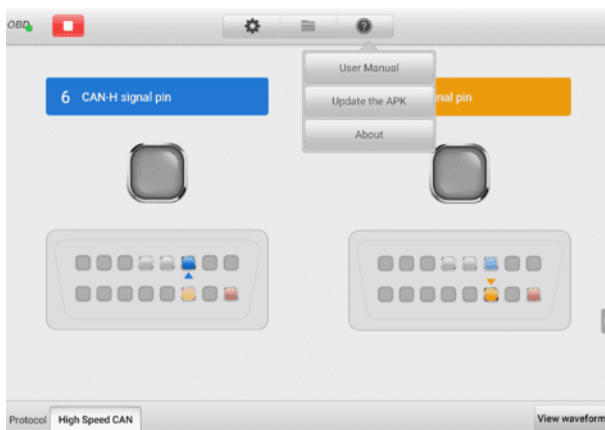 OBD
User Manual
6 CAN-H signal pin
Update the APK
nal pin
About
Protocol
High Speed CAN
View waveform